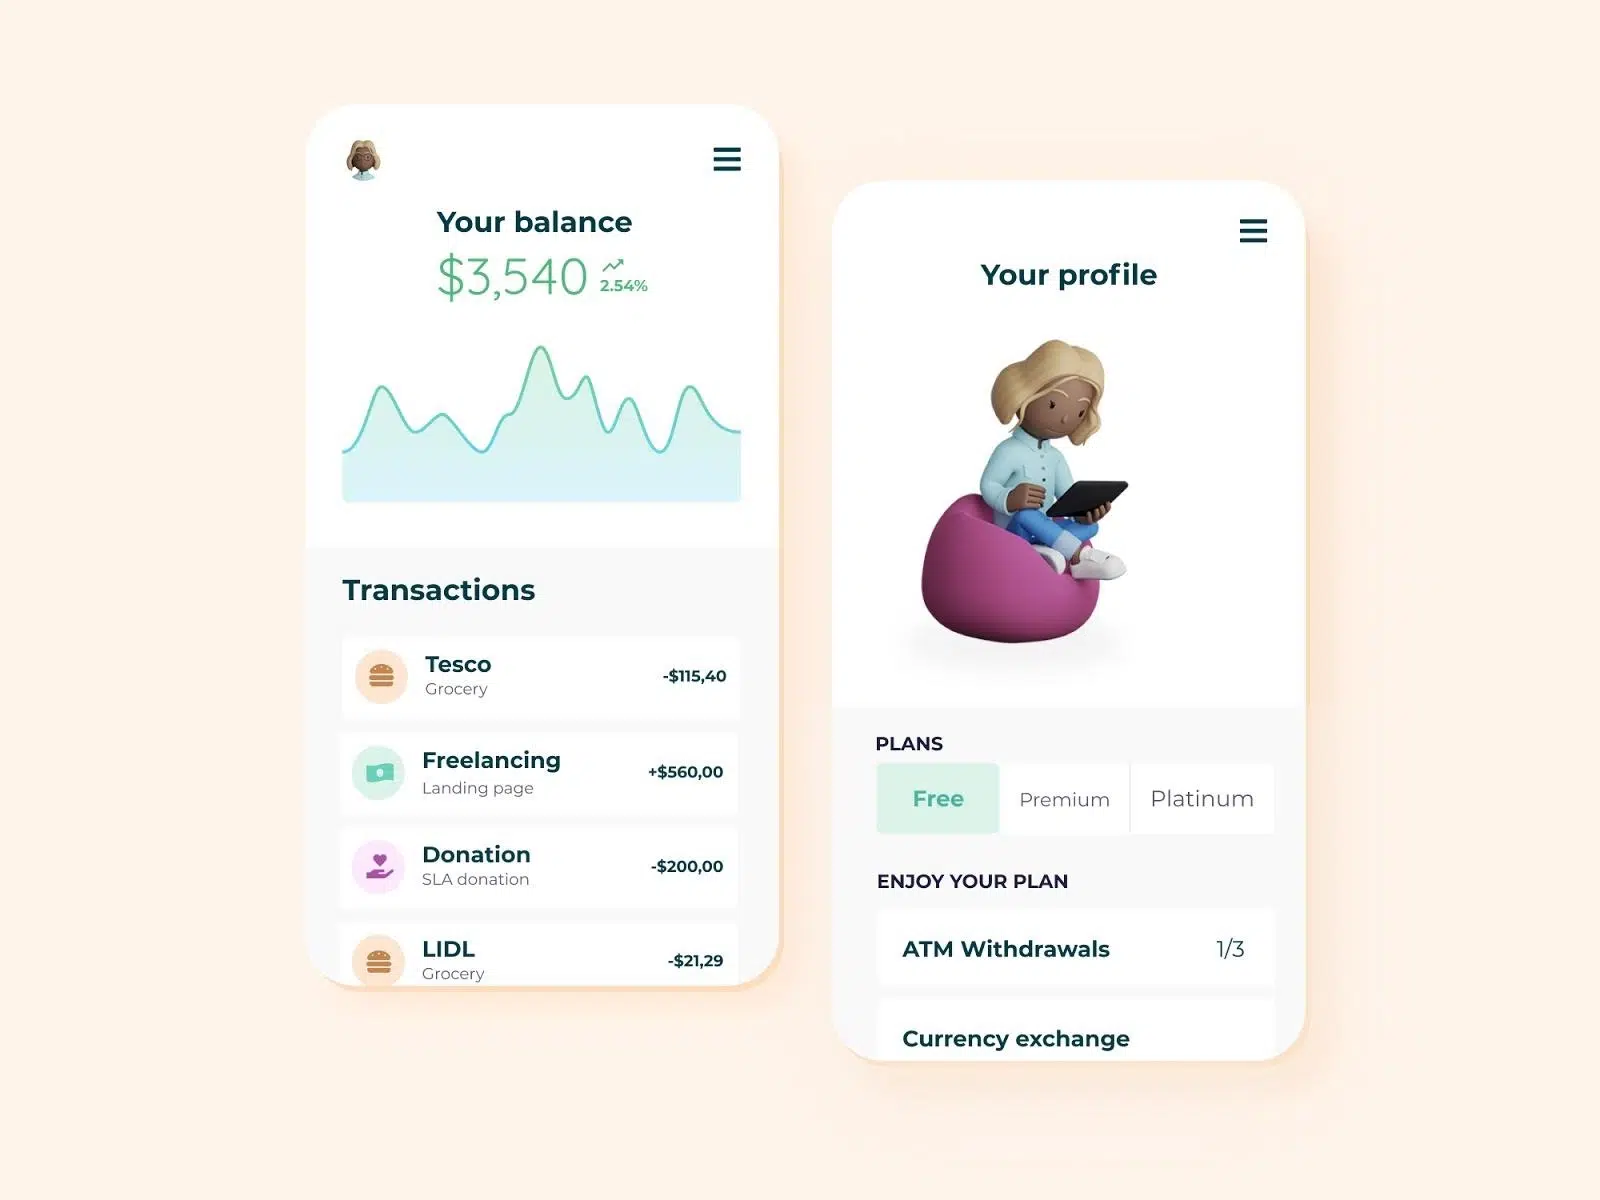 Your balance
$3,540
2.54%
Transactions
Tesco
Grocery
-$115,40
Freelancing
Landing page
+$560,00
Donation
SLA donation
-$200,00
LIDL
Grocery
-$21,29
Your profile
PLANS
Free
Premium
Platinum
ENJOY YOUR PLAN
ATM Withdrawals
1/3
Currency exchange